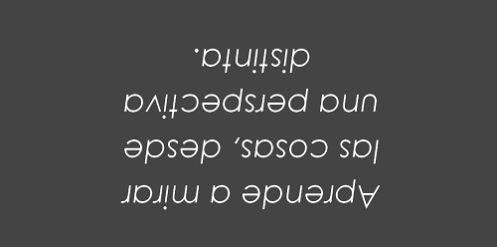 Aprende a mirar
las cosas, desde
una perspectiva
distinta.